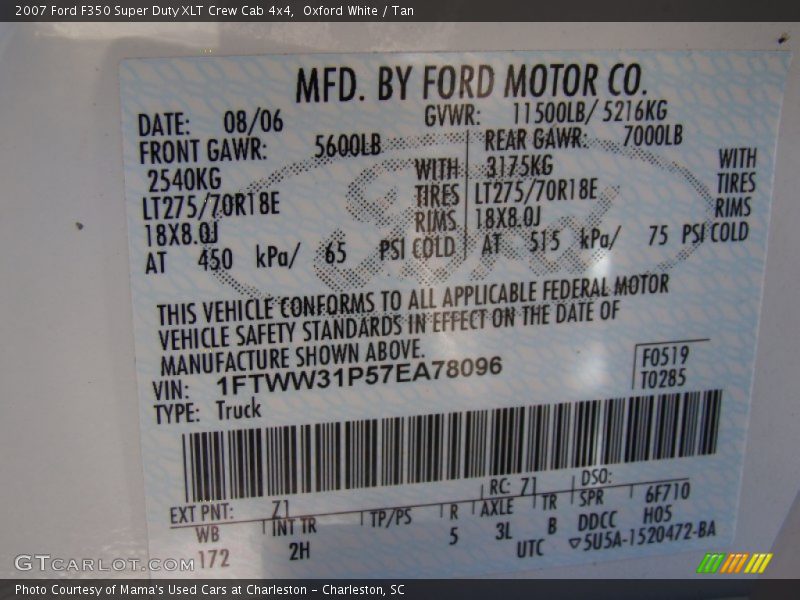 2007 Ford F350 Super Duty XLT Crew Cab 4x4,  Oxford White / Tan
MFD. BY FORD MOTOR CO.
DATE: 08/06 GVWR: 11500LB/ 5216KG
FRONT GAWR: 5600LB REAR GAWR: 7000LB
2540KG WITH 3175KG WITH
LT275/70R18E TIRES LT275/70R18E TIRES
18X8.0J RIMS 18X8.0J RIMS
AT 450 kPa/ 65 PSI COLD AT 515 kPa/ 75 PSI COLD
THIS VEHICLE CONFORMS TO ALL APPLICABLE FEDERAL MOTOR
VEHICLE SAFETY STANDARDS IN EFFECT ON THE DATE OF
MANUFACTURE SHOWN ABOVE.
VIN: 1FTWW31P57EA78096 F0519
TYPE: Truck T0285
EXT PNT: Z1 RC: 71 DSO:
WB INT TR TP/PS R AXLE TR SPR 6F710
172 2H 5 3L B DDCC H05
UTC ▽5U5A-1520472-BA
GTCARLOT.COM
Photo Courtesy of Mama's Used Cars at Charleston - Charleston, SC